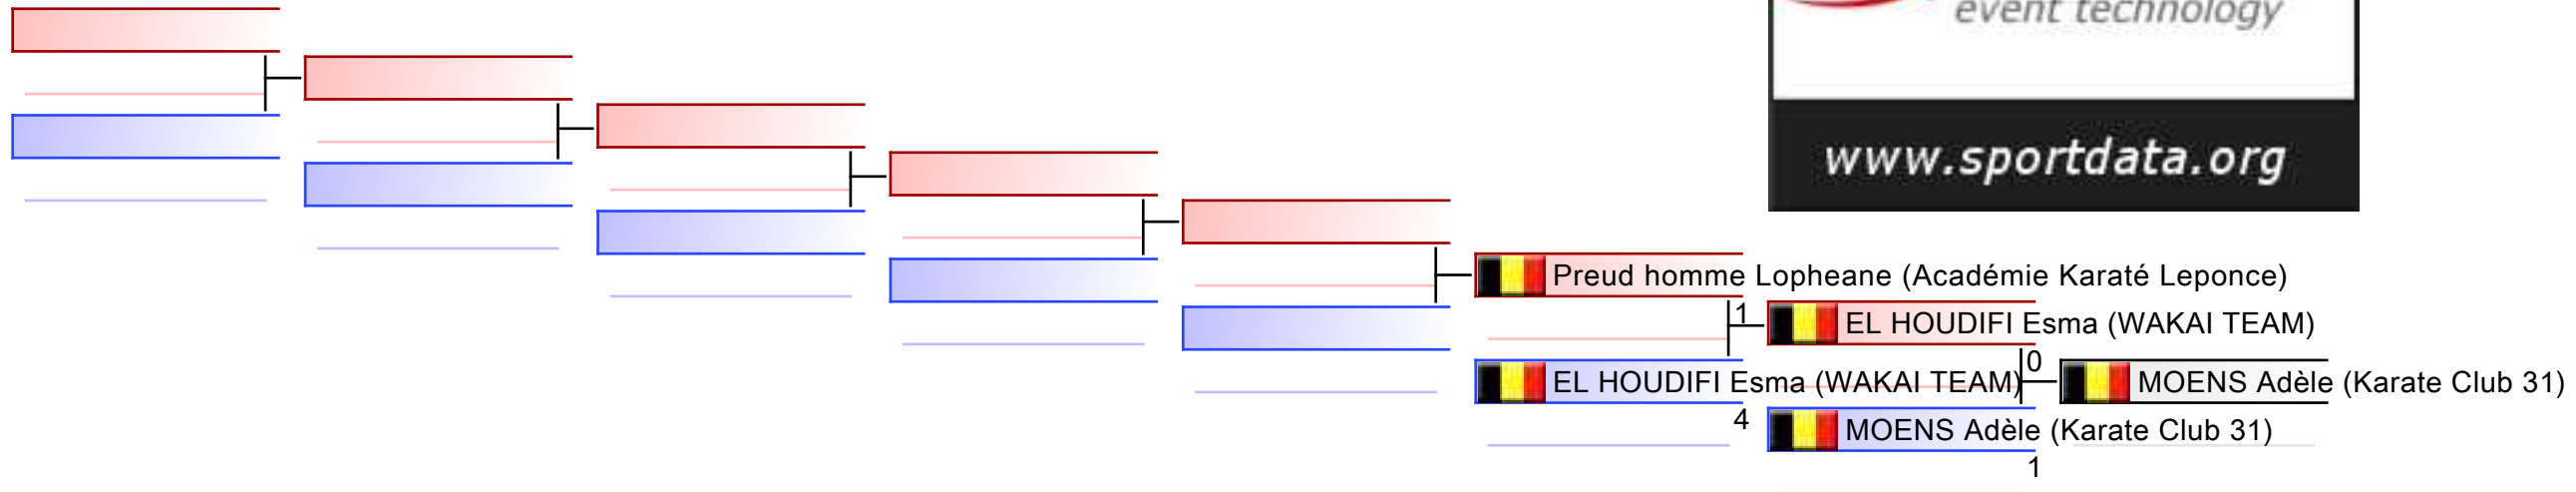 event technology
www.sportdata.org
Preud homme Lopheane (Académie Karaté Leponce)
1
EL HOUDIFI Esma (WAKAI TEAM)
0
EL HOUDIFI Esma (WAKAI TEAM)
MOENS Adèle (Karate Club 31)
4
MOENS Adèle (Karate Club 31)
1